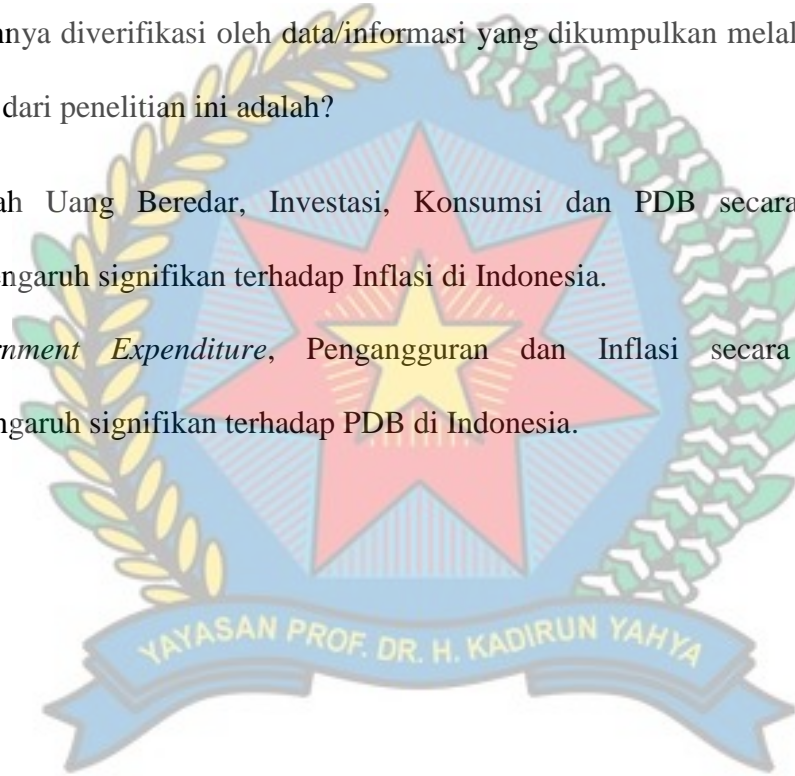 nnya diverifikasi oleh data/informasi yang dikumpulkan melal
dari penelitian ini adalah?
ah Uang Beredar, Investasi, Konsumsi dan PDB secara
engaruh signifikan terhadap Inflasi di Indonesia.
rnment Expenditure, Pengangguran dan Inflasi secara
ngaruh signifikan terhadap PDB di Indonesia.
YAYASAN PROF. DR. H. KADIRUN YAHYA